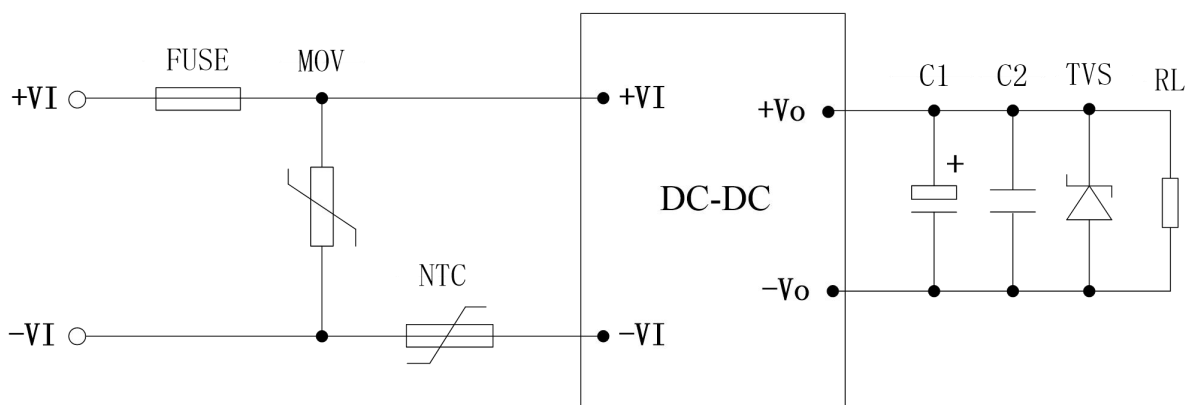 FUSE MOV
+VI +VI
C1 C2 TVS RL
+Vo
+
DC-DC
NTC
-Vo
-VI -VI